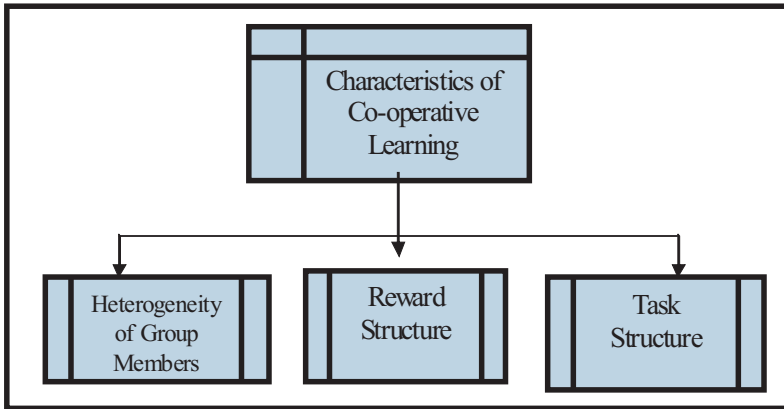 Characteristics of
Co-operative
Learning
Heterogeneity
of Group
Members
Reward
Structure
Task
Structure